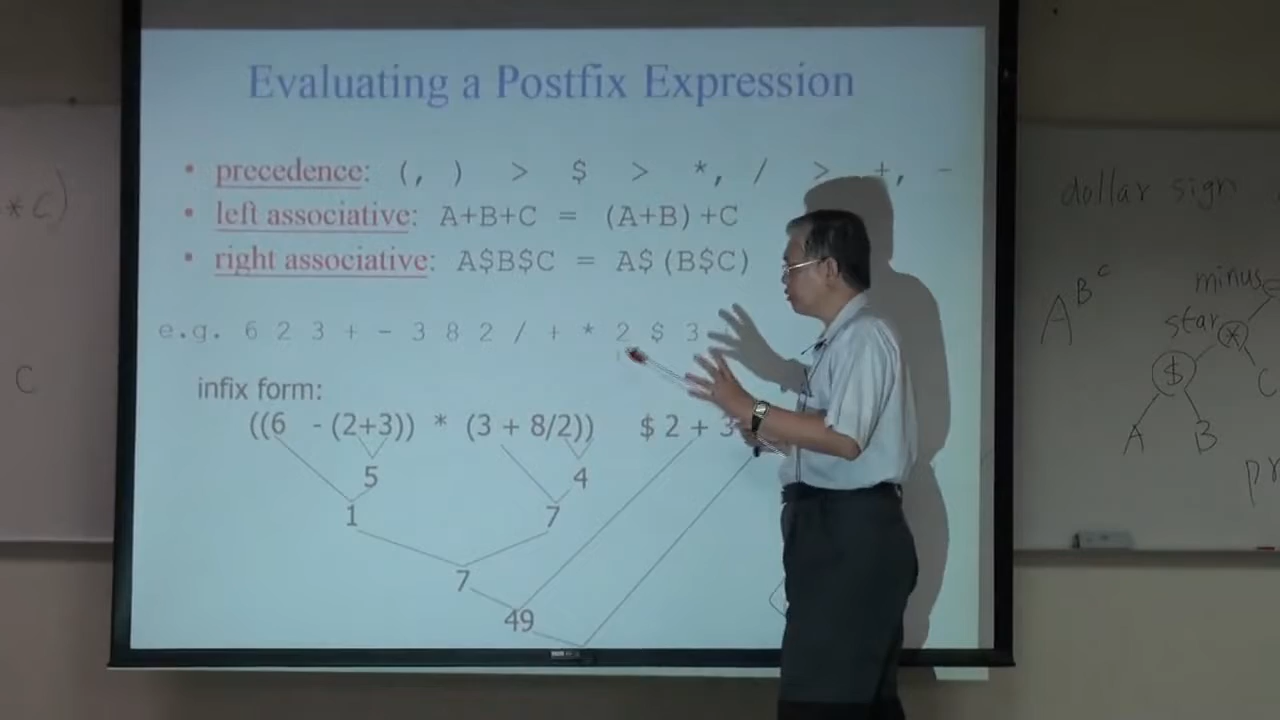 Evaluating a Postfix Expression
• precedence: (, ) > $ > *, / > +, -
• left associative: A+B+C = (A+B)+C
• right associative: A$B$C = A$(B$C)
e.g. 6 2 3 + - 3 8 2 / + * 2 $ 3
infix form:
((6 - (2+3)) * (3 + 8/2)) $ 2 + 3
5 4
1 7
7
49
*C)
C
dollar sign
A^B^C
minus
star *
$ C
A B
pr